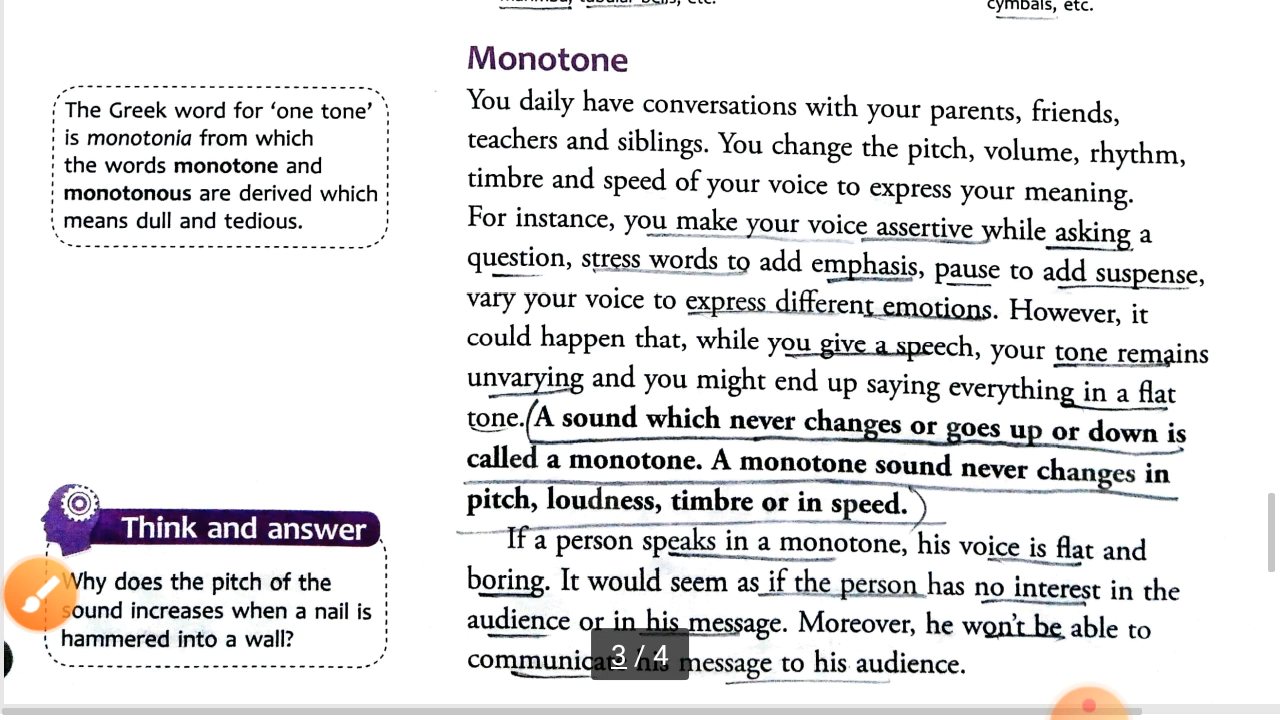 cymbals, etc.
Monotone
You daily have conversations with your parents, friends,
teachers and siblings. You change the pitch, volume, rhythm,
timbre and speed of your voice to express your meaning.
For instance, you make your voice assertive while asking a
question, stress words to add emphasis, pause to add suspense,
vary your voice to express different emotions. However, it
could happen that, while you give a speech, your tone remains
unvarying and you might end up saying everything in a flat
tone. (A sound which never changes or goes up or down is
called a monotone. A monotone sound never changes in
pitch, loudness, timbre or in speed.)
If a person speaks in a monotone, his voice is flat and
boring. It would seem as if the person has no interest in the
audience or in his message. Moreover, he won't be able to
communicate his message to his audience.
The Greek word for ‘one tone’
is monotonia from which
the words monotone and
monotonous are derived which
means dull and tedious.
Think and answer
Why does the pitch of the
sound increases when a nail is
hammered into a wall?
3 / 4